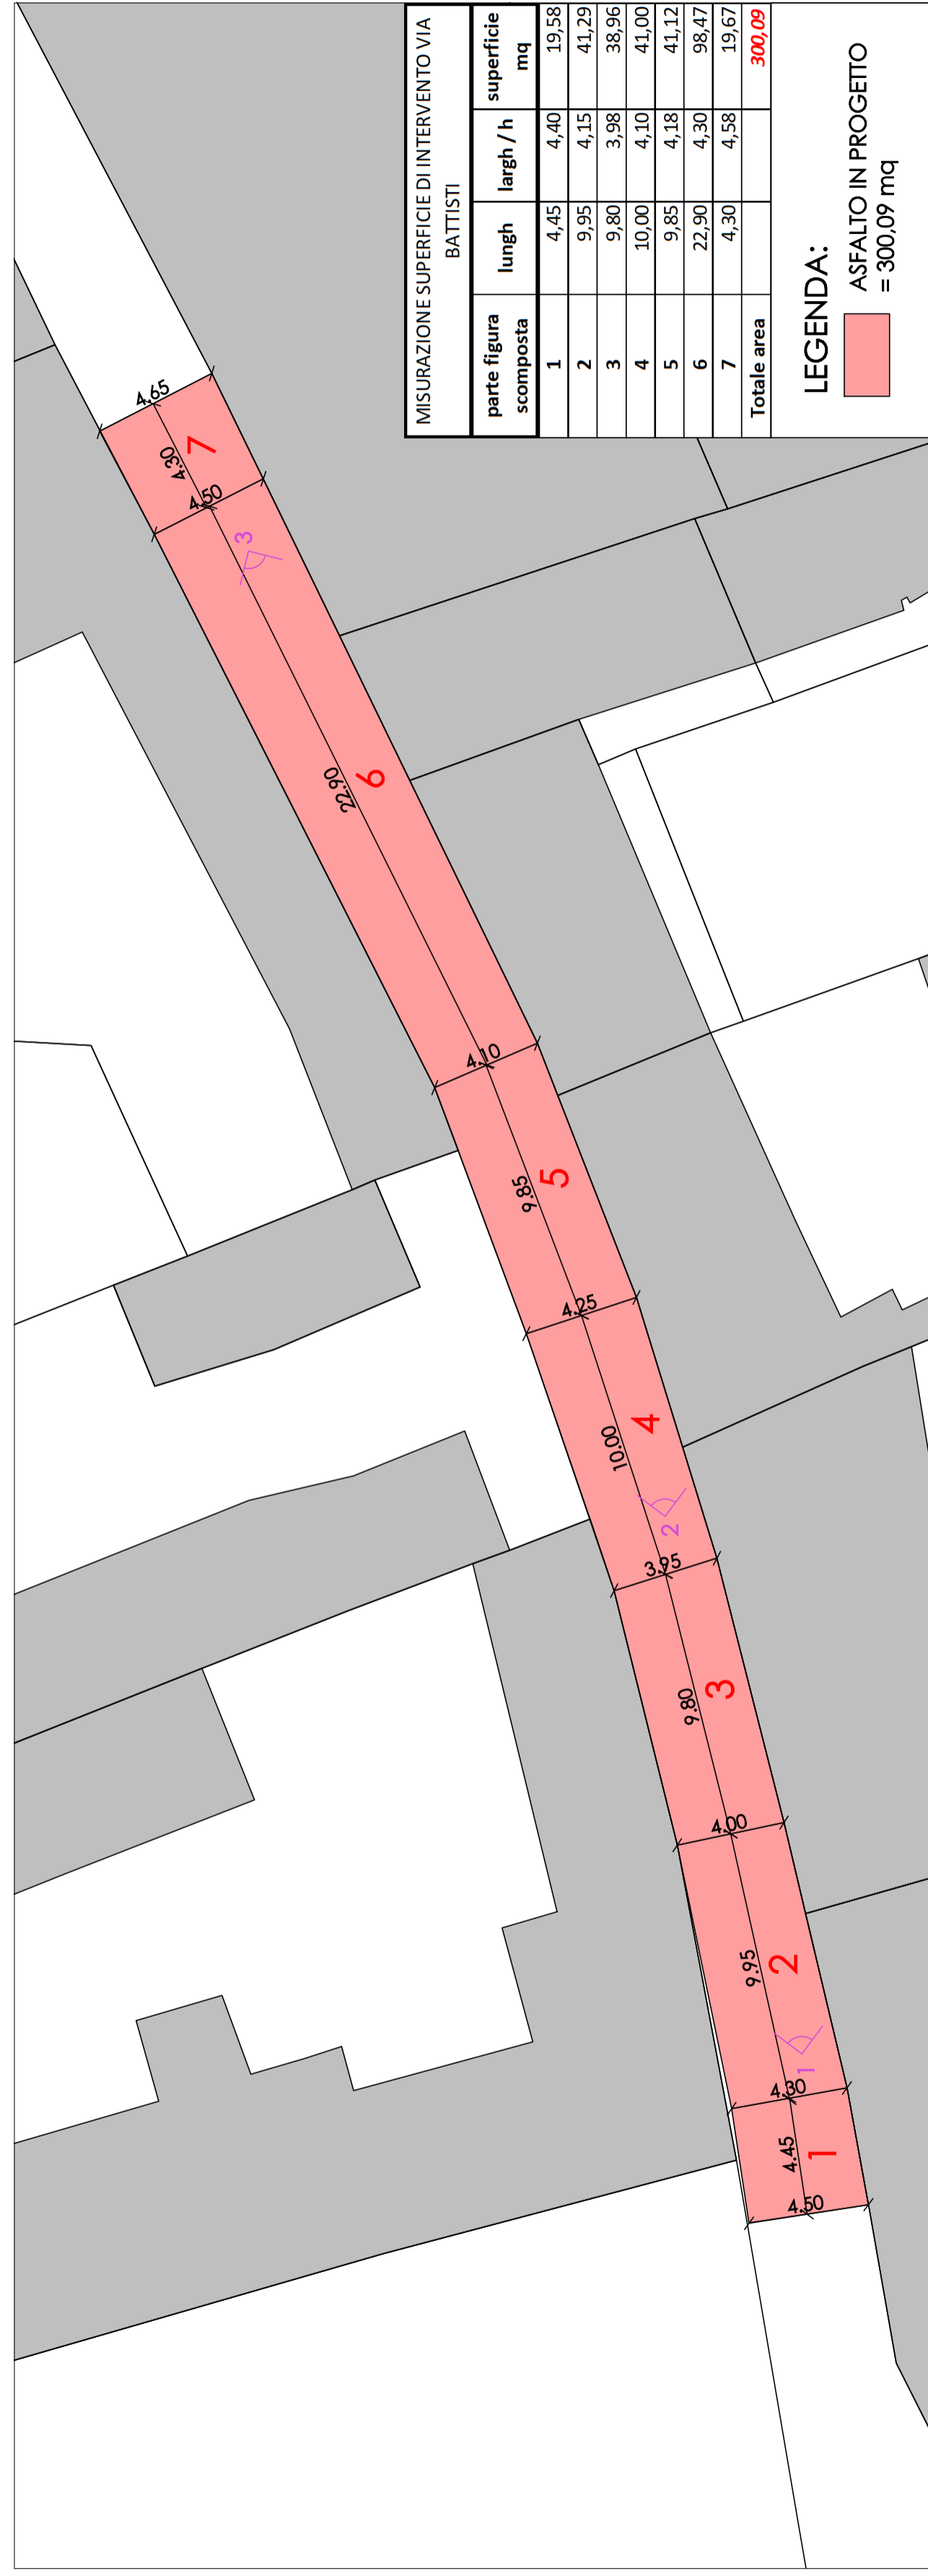 MISURAZIONE SUPERFICIE DI INTERVENTO VIA
BATTISTI
parte figura scomposta lungh largh / h superficie mq
1 4,45 4,40 19,58
2 9,95 4,15 41,29
3 9,80 3,98 38,96
4 10,00 4,10 41,00
5 9,85 4,18 41,12
6 22,90 4,30 98,47
7 4,30 4,58 19,67
Totale area 300,09
LEGENDA:
ASFALTO IN PROGETTO
= 300,09 mq
4.50
4.45
1
4.30
1
9.95
2
4.00
9.80
3
3.95
2
10.00
4
4.25
9.85
5
4.10
22.90
6
3
4.50
4.30
7
4.65